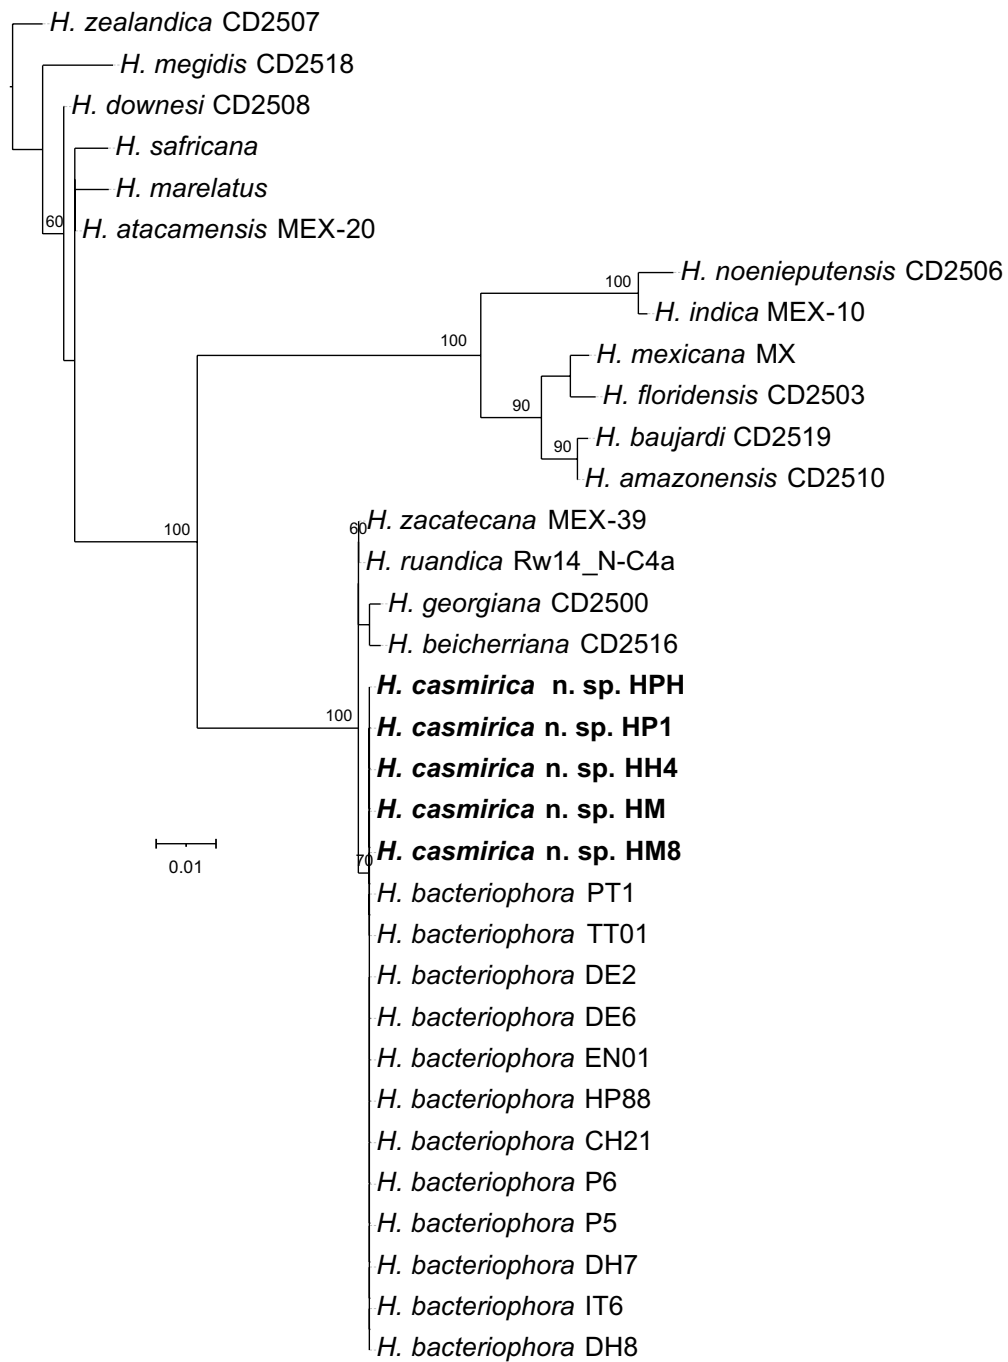 H. zealandica CD2507
H. megidis CD2518
H. downesi CD2508
H. safricana
H. marelatus
60
H. atacamensis MEX-20
H. noenieputensis CD2506
100
H. indica MEX-10
100
H. mexicana MX
H. floridensis CD2503
90
H. baujardi CD2519
90
H. amazonensis CD2510
H. zacatecana MEX-39
60
100
H. ruandica Rw14_N-C4a
H. georgiana CD2500
H. beicherriana CD2516
H. casmirica n. sp. HPH
100
H. casmirica n. sp. HP1
H. casmirica n. sp. HH4
H. casmirica n. sp. HM
H. casmirica n. sp. HM8
70
0.01
H. bacteriophora PT1
H. bacteriophora TT01
H. bacteriophora DE2
H. bacteriophora DE6
H. bacteriophora EN01
H. bacteriophora HP88
H. bacteriophora CH21
H. bacteriophora P6
H. bacteriophora P5
H. bacteriophora DH7
H. bacteriophora IT6
H. bacteriophora DH8